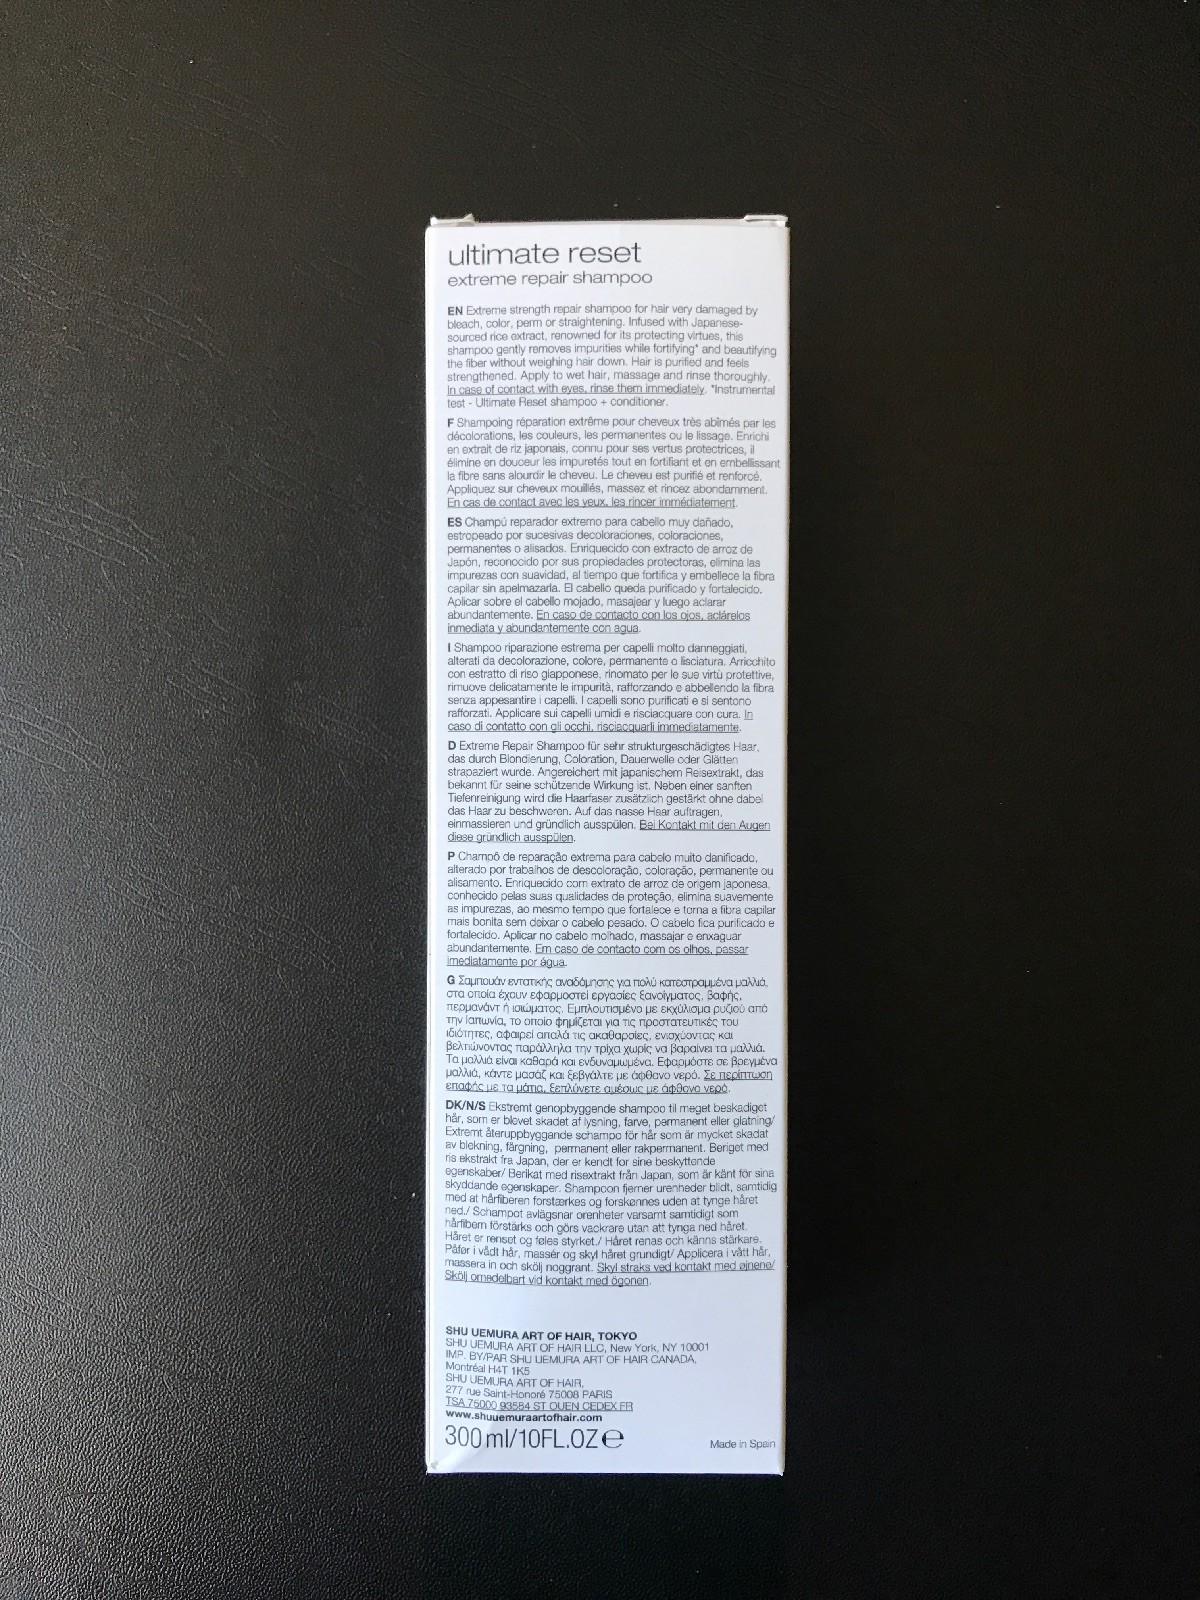 ultimate reset
extreme repair shampoo
EN Extreme strength repair shampoo for hair very damaged by
bleach, color, perm or straightening. Infused with Japanese-
sourced rice extract, renowned for its protecting virtues, this
shampoo gently removes impurities while fortifying* and beautifying
the fiber without weighing hair down. Hair is purified and feels
strengthened. Apply to wet hair, massage and rinse thoroughly.
In case of contact with eyes, rinse them immediately. *Instrumental
test - Ultimate Reset shampoo + conditioner.
F Shampoing réparation extrême pour cheveux très abîmés par les
décolorations, les couleurs, les permanentes ou le lissage. Enrichi
en extrait de riz japonais, connu pour ses vertus protectrices, il
élimine en douceur les impuretés tout en fortifiant et en embellissant
la fibre sans alourdir le cheveu. Le cheveu est purifié et renforcé.
Appliquez sur cheveux mouillés, massez et rincez abondamment.
En cas de contact avec les yeux, les rincer immédiatement.
ES Champú reparador extremo para cabello muy dañado,
estropeado por sucesivas decoloraciones, coloraciones,
permanentes o alisados. Enriquecido con extracto de arroz de
Japón, reconocido por sus propiedades protectoras, elimina las
impurezas con suavidad, al tiempo que fortifica y embellece la fibra
capilar sin apelmazarla. El cabello queda purificado y fortalecido.
Aplicar sobre el cabello mojado, masajear y luego aclarar
abundantemente. En caso de contacto con los ojos, aclárelos
inmediata y abundantemente con agua.
I Shampoo riparazione estrema per capelli molto danneggiati,
alterati da decolorazione, colore, permanente o lisciatura. Arricchito
con estratto di riso giapponese, rinomato per le sue virtù protettive,
rimuove delicatamente le impurità, rafforzando e abbellendo la fibra
senza appesantire i capelli. I capelli sono purificati e si sentono
rafforzati. Applicare sui capelli umidi e risciacquare con cura. In
caso di contatto con gli occhi, risciacquarli immediatamente.
D Extreme Repair Shampoo für sehr strukturgeschädigtes Haar,
das durch Blondierung, Coloration, Dauerwelle oder Glätten
strapaziert wurde. Angereichert mit japanischem Reisextrakt, das
bekannt für seine schützende Wirkung ist. Neben einer sanften
Tiefenreinigung wird die Haarfaser zusätzlich gestärkt ohne dabei
das Haar zu beschweren. Auf das nasse Haar auftragen,
einmassieren und gründlich ausspülen. Bei Kontakt mit den Augen
diese gründlich ausspülen.
P Champô de reparação extrema para cabelo muito danificado,
alterado por trabalhos de descoloração, coloração, permanente ou
alisamento. Enriquecido com extrato de arroz de origem japonesa,
conhecido pelas suas qualidades de proteção, elimina suavemente
as impurezas, ao mesmo tempo que fortalece e torna a fibra capilar
mais bonita sem deixar o cabelo pesado. O cabelo fica purificado e
fortalecido. Aplicar no cabelo molhado, massajar e enxaguar
abundantemente. Em caso de contacto com os olhos, passar
imediatamente por água.
G Σαμπουάν εντατικής αναδόμησης για πολύ κατεστραμμένα μαλλιά,
στα οποία έχουν εφαρμοστεί εργασίες ξανοίγματος, βαφής,
περμανάντ ή ισιώματος. Εμπλουτισμένο με εκχύλισμα ρυζιού από
την Ιαπωνία, το οποίο φημίζεται για τις προστατευτικές του
ιδιότητες, αφαιρεί απαλά τις ακαθαρσίες, ενισχύοντας και
βελτιώνοντας παράλληλα την τρίχα χωρίς να βαραίνει τα μαλλιά.
Τα μαλλιά είναι καθαρά και ενδυναμωμένα. Εφαρμόστε σε βρεγμένα
μαλλιά, κάντε μασάζ και ξεβγάλτε με άφθονο νερό. Σε περίπτωση
επαφής με τα μάτια, ξεπλύνετε αμέσως με άφθονο νερό.
DK/N/S Ekstremt genopbyggende shampoo til meget beskadiget
hår, som er blevet skadet af lysning, farve, permanent eller glatning/
Extremt återuppbyggande schampo för hår som är mycket skadat
av blekning, färgning, permanent eller rakpermanent. Beriget med
ris ekstrakt fra Japan, der er kendt for sine beskyttende
egenskaber/ Berikat med risextrakt från Japan, som är känt för sina
skyddande egenskaper. Shampoon fjerner urenheder blidt, samtidig
med at hårfiberen forstærkes og forskønnes uden at tynge håret
ned./ Schampot avlägsnar orenheter varsamt samtidigt som
hårfibern förstärks och görs vackrare utan att tynga ned håret.
Håret er renset og føles styrket./ Håret renas och känns stärkare.
Påfør i vådt hår, massér og skyl håret grundigt/ Applicera i vått hår,
massera in och skölj noggrant. Skyl straks ved kontakt med øjnene/
Skölj omedelbart vid kontakt med ögonen.
SHU UEMURA ART OF HAIR, TOKYO
SHU UEMURA ART OF HAIR LLC, New York, NY 10001
IMP. BY/PAR SHU UEMURA ART OF HAIR CANADA,
Montréal H4T 1K5
SHU UEMURA ART OF HAIR,
277 rue Saint-Honoré 75008 PARIS
TSA 75000 93584 ST OUEN CEDEX FR
www.shuuemuraartofhair.com
300 ml/10FL.OZ ℮
Made in Spain